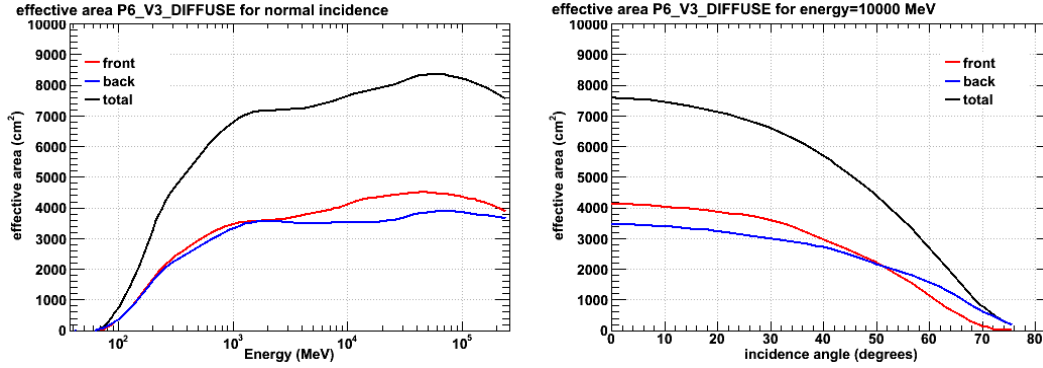 effective area P6_V3_DIFFUSE for normal incidence
effective area (cm²)
10000
9000
8000
7000
6000
5000
4000
3000
2000
1000
0
front
back
total
10²
10³
10⁴
10⁵
Energy (MeV)
effective area P6_V3_DIFFUSE for energy=10000 MeV
effective area (cm²)
10000
9000
8000
7000
6000
5000
4000
3000
2000
1000
0
front
back
total
0 10 20 30 40 50 60 70 80
incidence angle (degrees)